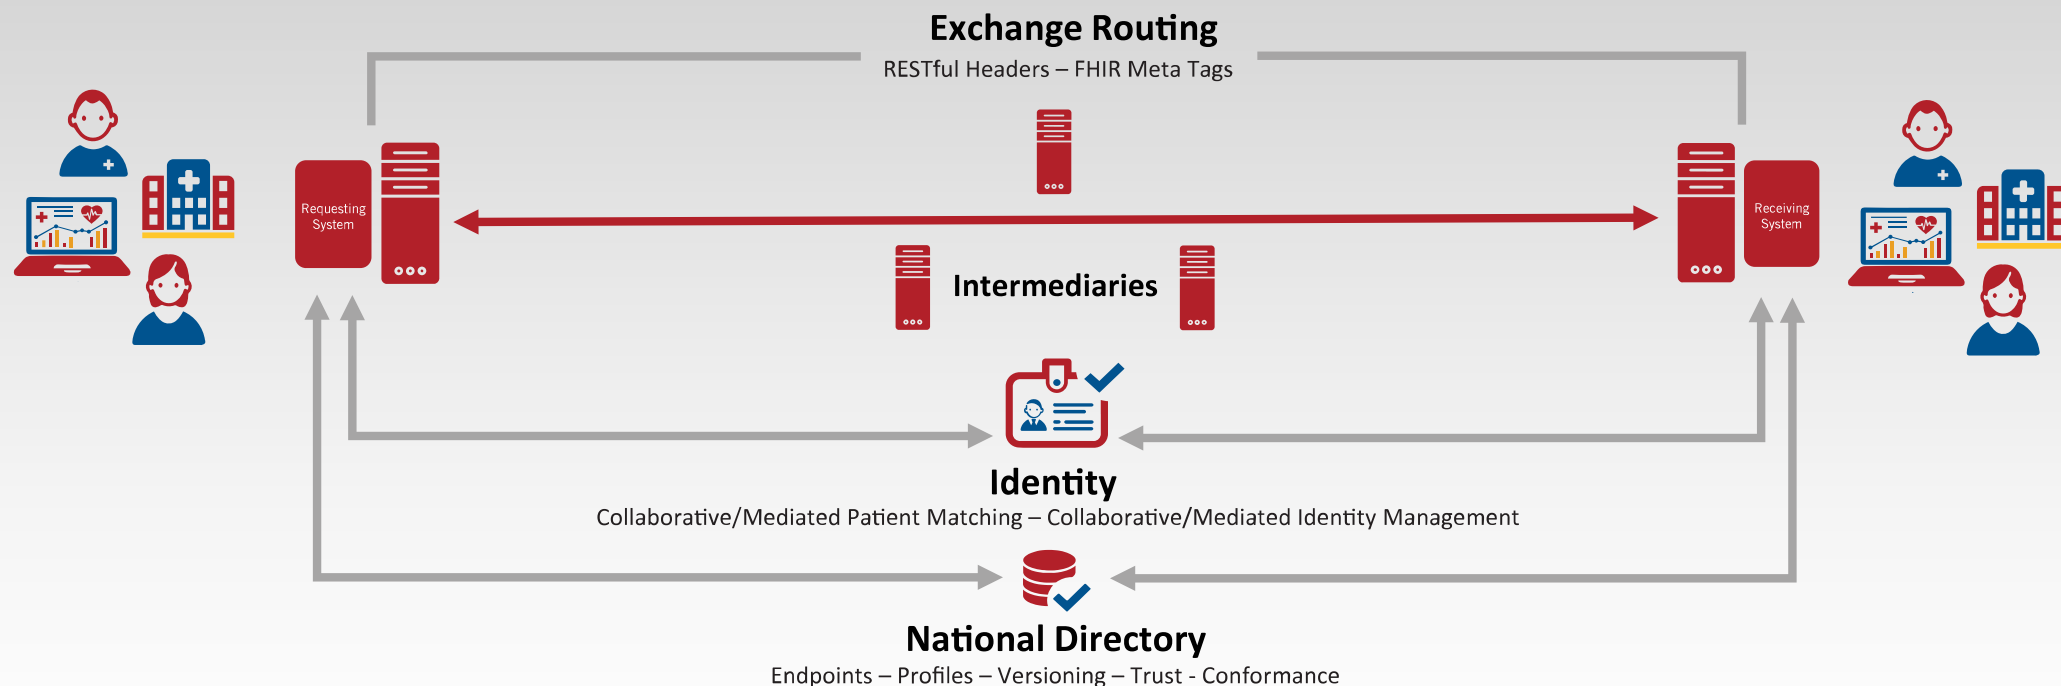 Exchange Routing
RESTful Headers – FHIR Meta Tags
Requesting
System
Receiving
System
Intermediaries
Identity
Collaborative/Mediated Patient Matching – Collaborative/Mediated Identity Management
National Directory
Endpoints – Profiles – Versioning – Trust - Conformance